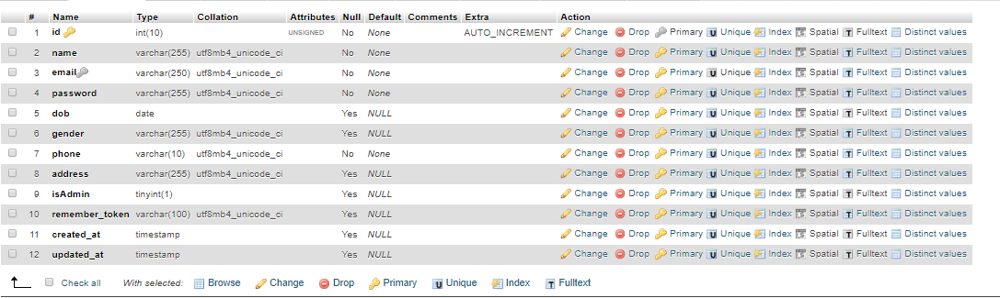 # Name Type Collation Attributes Null Default Comments Extra Action
1 id int(10) UNSIGNED No None AUTO_INCREMENT Change Drop Primary Unique Index Spatial Fulltext Distinct values
2 name varchar(255) utf8mb4_unicode_ci No None Change Drop Primary Unique Index Spatial Fulltext Distinct values
3 email varchar(250) utf8mb4_unicode_ci No None Change Drop Primary Unique Index Spatial Fulltext Distinct values
4 password varchar(255) utf8mb4_unicode_ci No None Change Drop Primary Unique Index Spatial Fulltext Distinct values
5 dob date Yes NULL Change Drop Primary Unique Index Spatial Fulltext Distinct values
6 gender varchar(255) utf8mb4_unicode_ci Yes NULL Change Drop Primary Unique Index Spatial Fulltext Distinct values
7 phone varchar(10) utf8mb4_unicode_ci No None Change Drop Primary Unique Index Spatial Fulltext Distinct values
8 address varchar(255) utf8mb4_unicode_ci Yes NULL Change Drop Primary Unique Index Spatial Fulltext Distinct values
9 isAdmin tinyint(1) Yes NULL Change Drop Primary Unique Index Spatial Fulltext Distinct values
10 remember_token varchar(100) utf8mb4_unicode_ci Yes NULL Change Drop Primary Unique Index Spatial Fulltext Distinct values
11 created_at timestamp Yes NULL Change Drop Primary Unique Index Spatial Fulltext Distinct values
12 updated_at timestamp Yes NULL Change Drop Primary Unique Index Spatial Fulltext Distinct values
Check all With selected: Browse Change Drop Primary Unique Index Fulltext